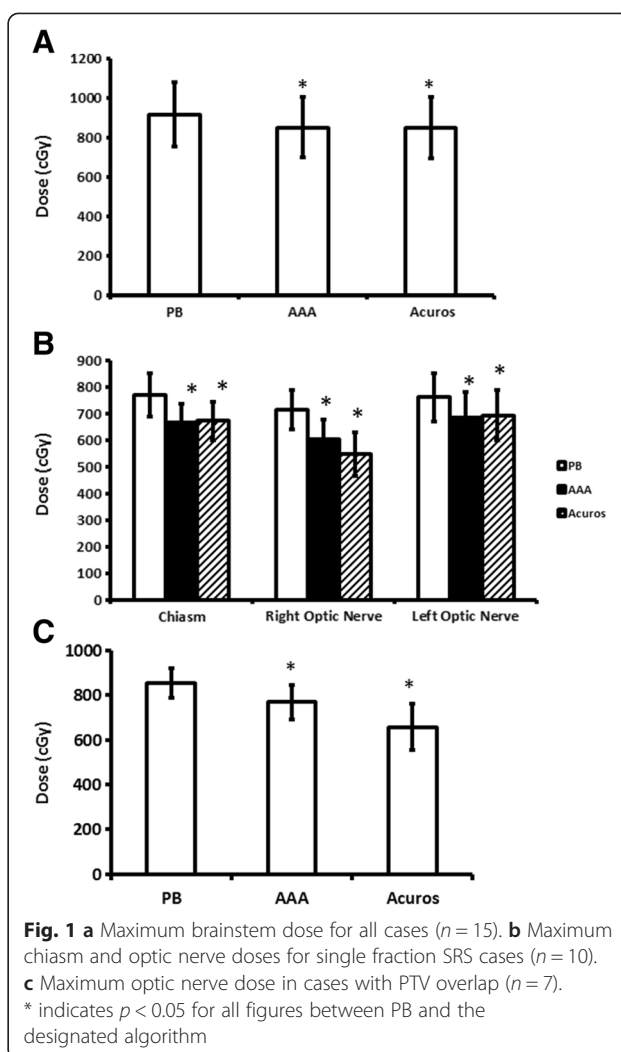 A
1200
1000
800
600
400
200
0
Dose (cGy)
* *
PB AAA Acuros
B
900
800
700
600
500
400
300
200
100
0
Dose (cGy)
* * * * * *
Chiasm Right Optic Nerve Left Optic Nerve
PB
AAA
Acuros
C
1000
800
600
400
200
0
Dose (cGy)
* *
PB AAA Acuros
Fig. 1 a Maximum brainstem dose for all cases (n = 15). b Maximum
chiasm and optic nerve doses for single fraction SRS cases (n = 10).
c Maximum optic nerve dose in cases with PTV overlap (n = 7).
* indicates p < 0.05 for all figures between PB and the
designated algorithm